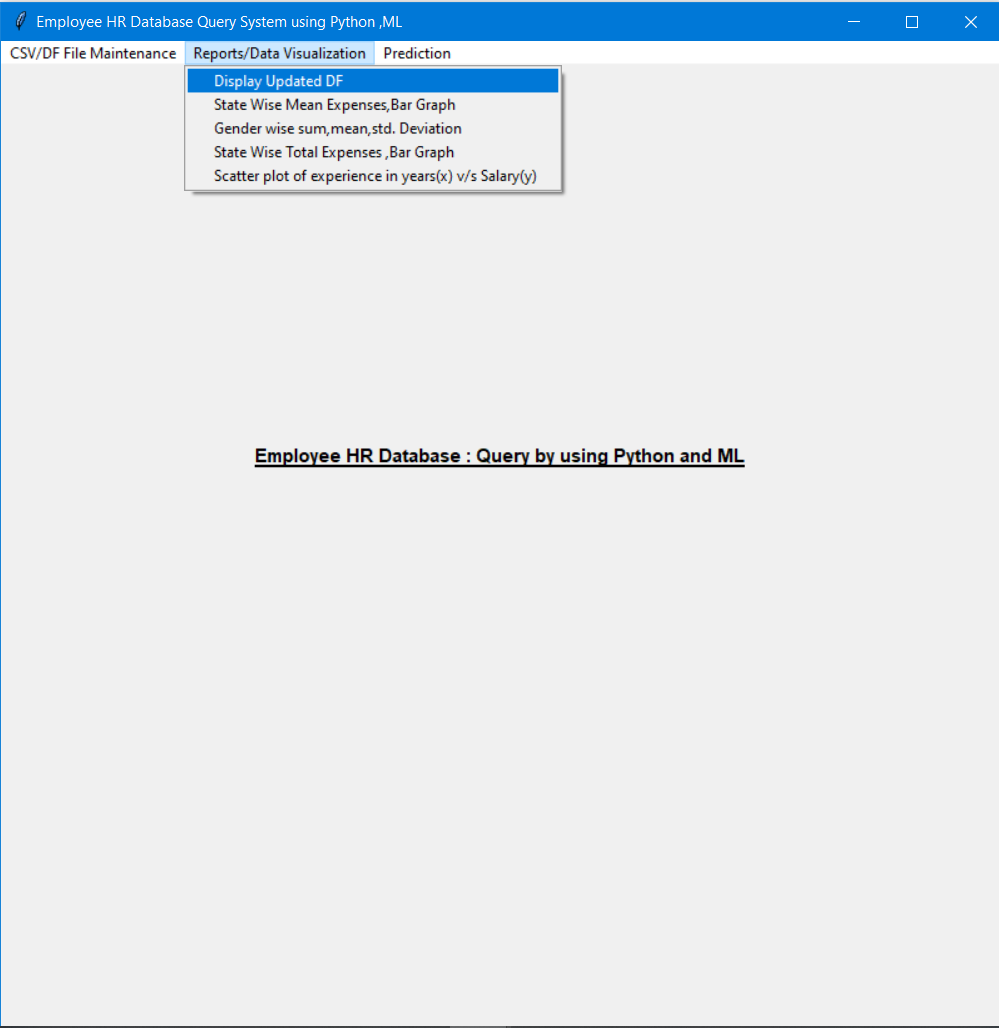 Employee HR Database Query System using Python ,ML
CSV/DF File Maintenance Reports/Data Visualization Prediction
Display Updated DF
State Wise Mean Expenses,Bar Graph
Gender wise sum,mean,std. Deviation
State Wise Total Expenses ,Bar Graph
Scatter plot of experience in years(x) v/s Salary(y)
Employee HR Database : Query by using Python and ML